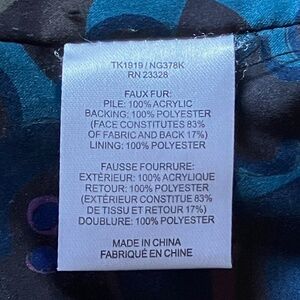 TK1919 / NG378K
RN 23328
FAUX FUR:
PILE: 100% ACRYLIC
BACKING: 100% POLYESTER
(FACE CONSTITUTES 83%
OF FABRIC AND BACK 17%)
LINING: 100% POLYESTER
FAUSSE FOURRURE:
EXTÉRIEUR: 100% ACRYLIQUE
RETOUR: 100% POLYESTER
(EXTÉRIEUR CONSTITUE 83%
DE TISSU ET RETOUR 17%)
DOUBLURE: 100% POLYESTER
MADE IN CHINA
FABRIQUÉ EN CHINE